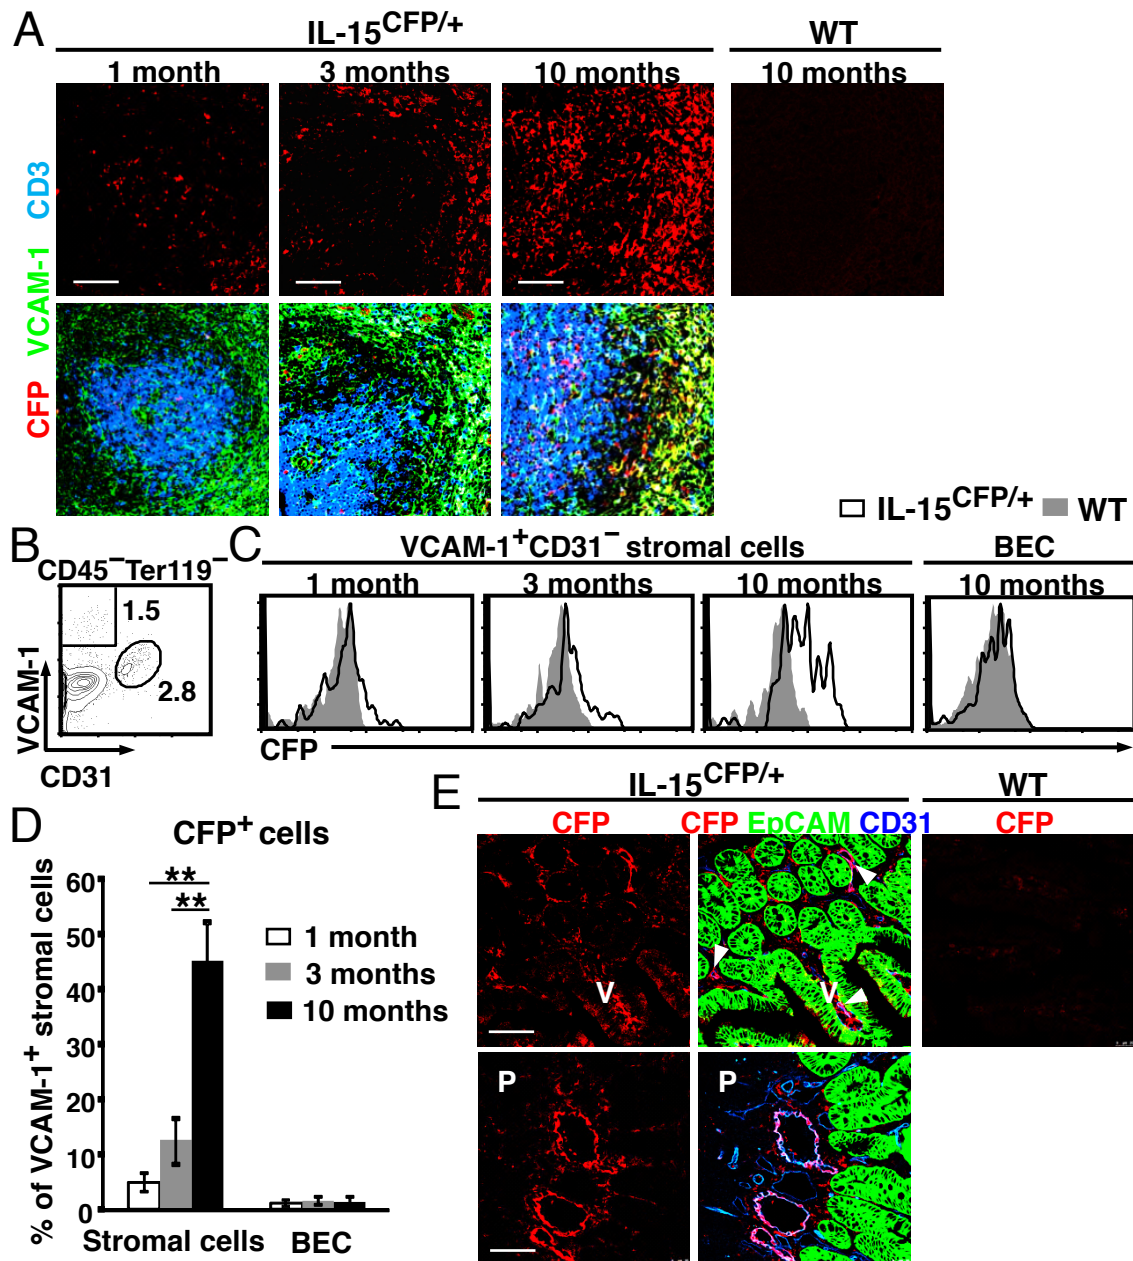 A
IL-15CFP/+
WT
1 month
3 months
10 months
10 months
CFP VCAM-1 CD3
IL-15CFP/+ WT
B
CD45−Ter119−
1.5
2.8
VCAM-1
CD31
C
VCAM-1+CD31− stromal cells
BEC
1 month
3 months
10 months
10 months
CFP
D
CFP+ cells
% of VCAM-1+ stromal cells
60
50
40
30
20
10
0
**
**
1 month
3 months
10 months
Stromal cells
BEC
E
IL-15CFP/+
WT
CFP
CFP EpCAM CD31
CFP
V
V
P
P